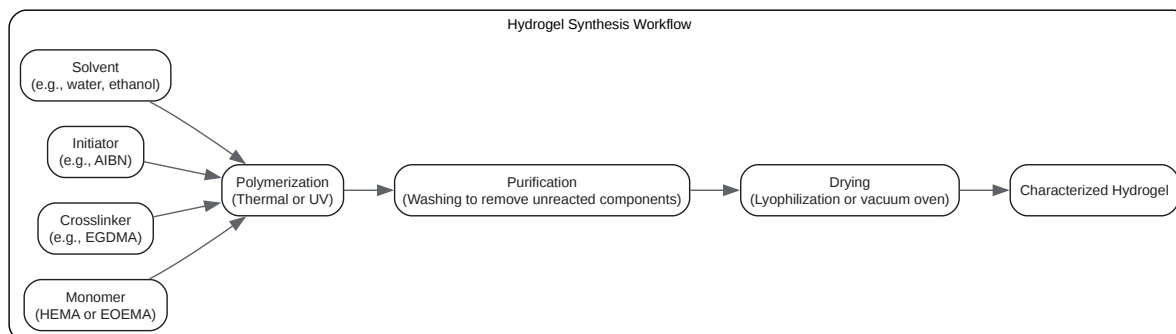 Hydrogel Synthesis Workflow
Solvent
(e.g., water, ethanol)
Initiator
(e.g., AIBN)
Crosslinker
(e.g., EGDMA)
Monomer
(HEMA or EOEMA)
Polymerization
(Thermal or UV)
Purification
(Washing to remove unreacted components)
Drying
(Lyophilization or vacuum oven)
Characterized Hydrogel